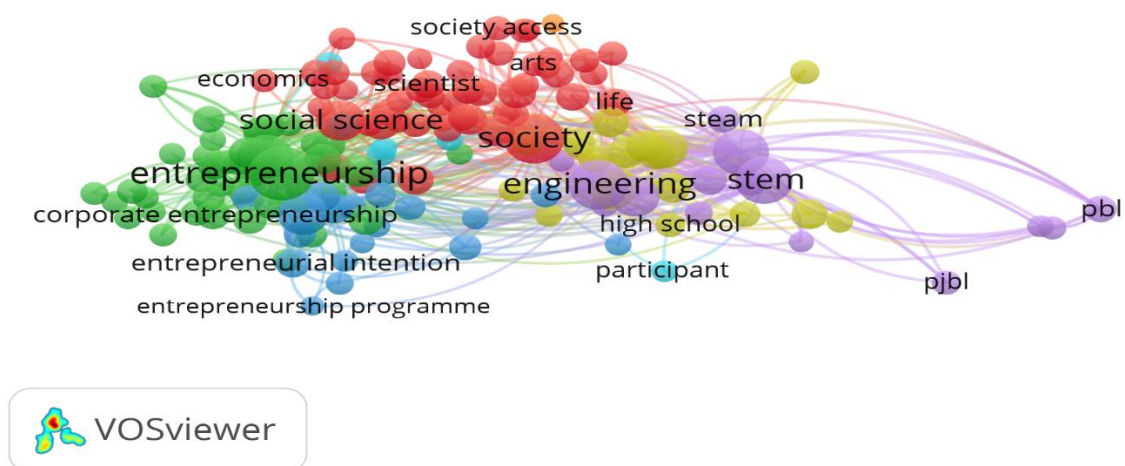 society access
arts
economics
scientist
life
steam
social science
society
entrepreneurship
engineering
stem
corporate entrepreneurship
high school
pbl
entrepreneurial intention
participant
pjbl
entrepreneurship programme
VOSviewer